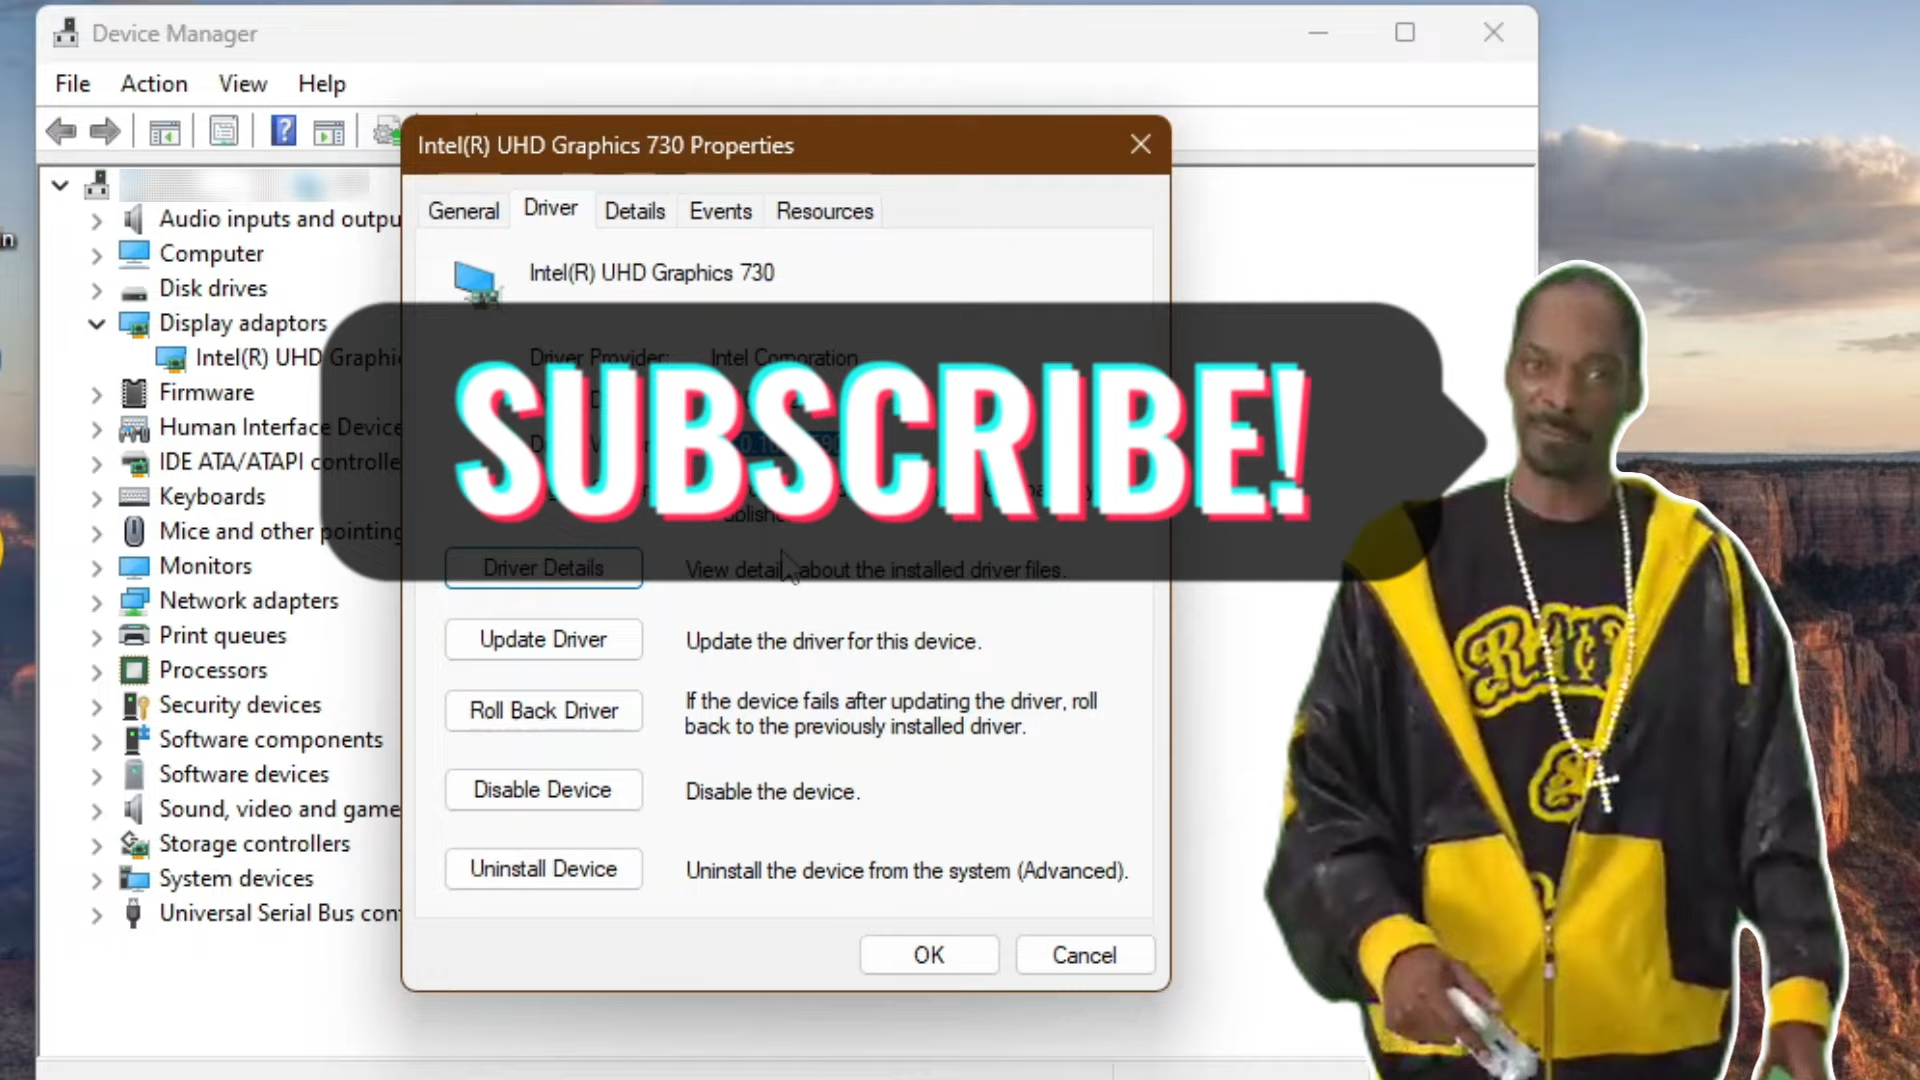 Device Manager
File Action View Help
Intel(R) UHD Graphics 730 Properties
General Driver Details Events Resources
Intel(R) UHD Graphics 730
Audio inputs and outpu
Computer
Disk drives
Display adaptors
Intel(R) UHD Graphic
Firmware
Human Interface Device
IDE ATA/ATAPI controlle
Keyboards
Mice and other pointing
Monitors
Network adapters
Print queues
Processors
Security devices
Software components
Software devices
Sound, video and game
Storage controllers
System devices
Universal Serial Bus con
Driver Provider: Intel Corporation
SUBSCRIBE!
Driver Details View details about the installed driver files.
Update Driver Update the driver for this device.
Roll Back Driver If the device fails after updating the driver, roll
back to the previously installed driver.
Disable Device Disable the device.
Uninstall Device Uninstall the device from the system (Advanced).
OK Cancel